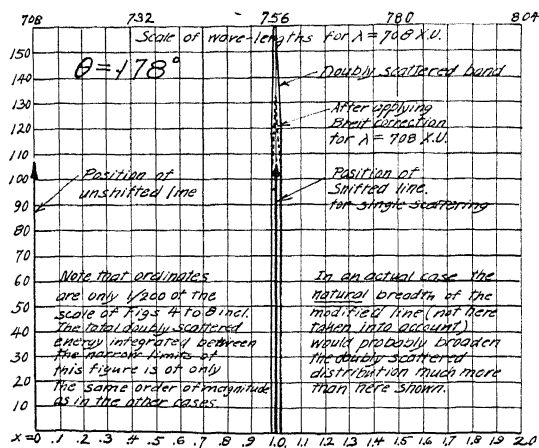 708 732 756 780 804
Scale of wave-lengths for λ = 708 X.U.
θ = 178°
Doubly scattered band
After applying
Breit correction
for λ = 708 X.U.
Position of
unshifted line
Position of
Shifted line
for single scattering
Note that ordinates
are only 1/200 of the
scale of Figs 4 to 8 incl.
The total doubly scattered
energy integrated between
the narrow limits of
this figure is of only
the same order of magnitude
as in the other cases.
In an actual case the
natural breadth of the
modified line (not here
taken into account)
would probably broaden
the doubly scattered
distribution much more
than here shown.
150
140
130
120
110
100
90
80
70
60
50
40
30
20
10
x=0 .1 .2 .3 .4 .5 .6 .7 .8 .9 1.0 1.1 1.2 1.3 1.4 1.5 1.6 1.7 1.8 1.9 2.0